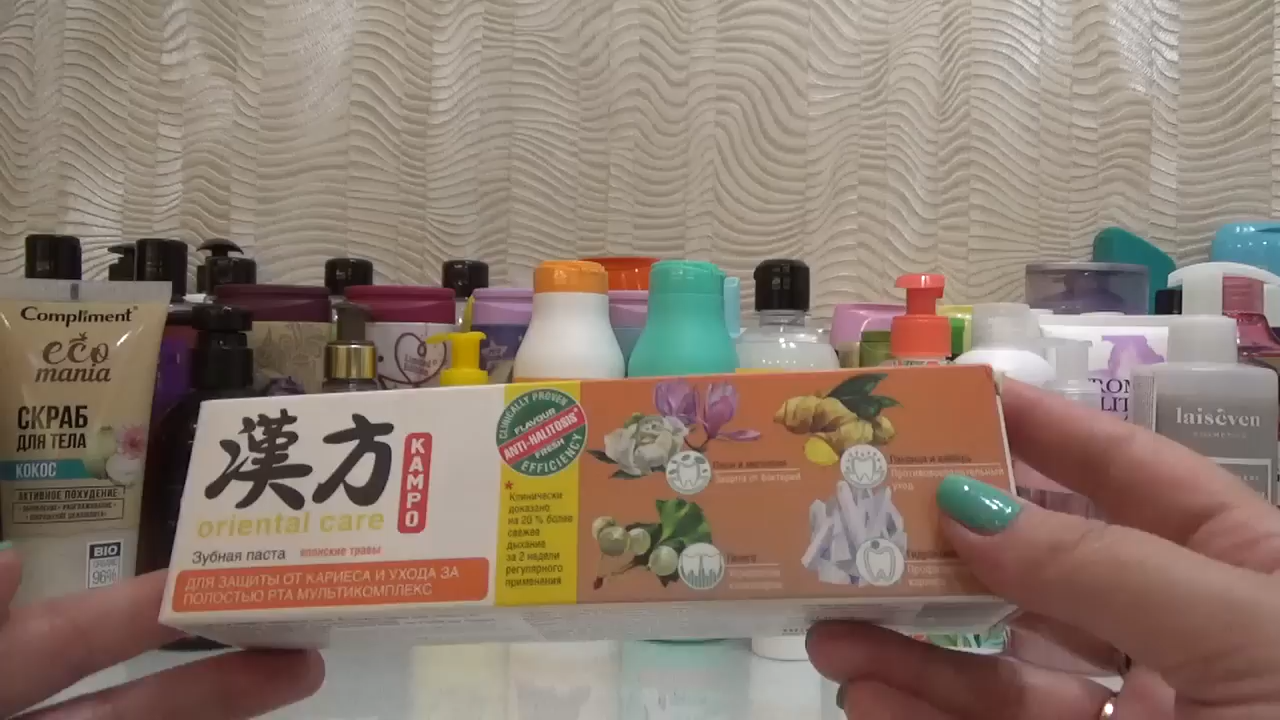 Compliment
eco
mania
СКРАБ
ДЛЯ ТЕЛА
КОКОС
АКТИВНОЕ ПОХУДЕНИЕ
BIO
96%
漢方
KAMPO
oriental care
Зубная паста японские травы
ДЛЯ ЗАЩИТЫ ОТ КАРИЕСА И УХОДА ЗА
ПОЛОСТЬЮ РТА МУЛЬТИКОМПЛЕКС
CLINICALLY PROVEN
FLAVOUR
ANTI-HALITOSIS*
FRESH
EFFICIENCY
*
Клинически
доказано
на 20 % более
свежее
дыхание
за 2 недели
регулярного
применения
Защита от бактерий
Противовоспалительный
уход
Гинкго
laiseven
COSMETICS